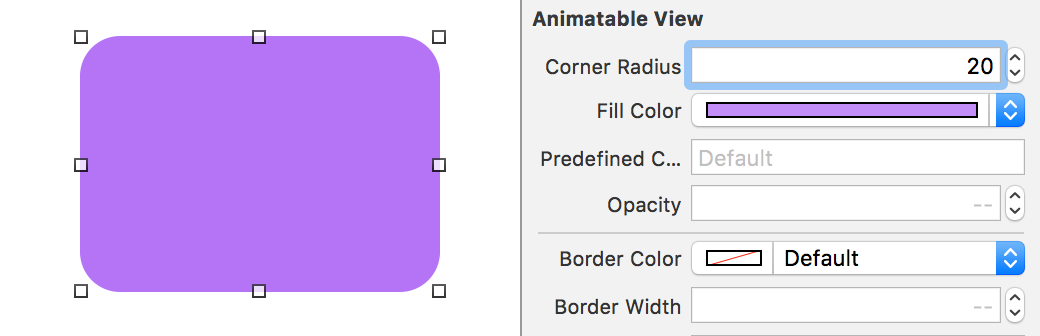 Animatable View
Corner Radius 20
Fill Color
Predefined C... Default
Opacity --
Border Color Default
Border Width --